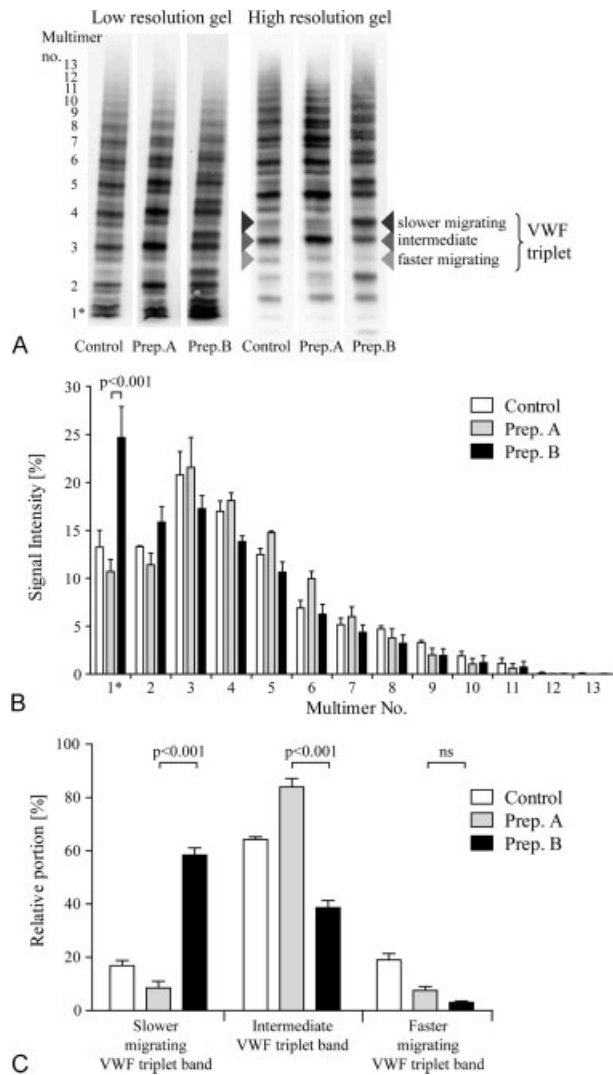 Low resolution gel High resolution gel
Multimer
no.
13
12
11
10
9
8
7
6
5
4
3
2
1*
slower migrating
intermediate
faster migrating
VWF
triplet
Control Prep.A Prep.B Control Prep.A Prep.B
A
p<0.001
Control
Prep. A
Prep. B
Signal Intensity [%]
30
25
20
15
10
5
0
1* 2 3 4 5 6 7 8 9 10 11 12 13
Multimer No.
B
p<0.001 p<0.001 ns
Control
Prep. A
Prep. B
Relative portion [%]
100
80
60
40
20
0
Slower Intermediate Faster
migrating VWF triplet band migrating
VWF triplet band VWF triplet band
C